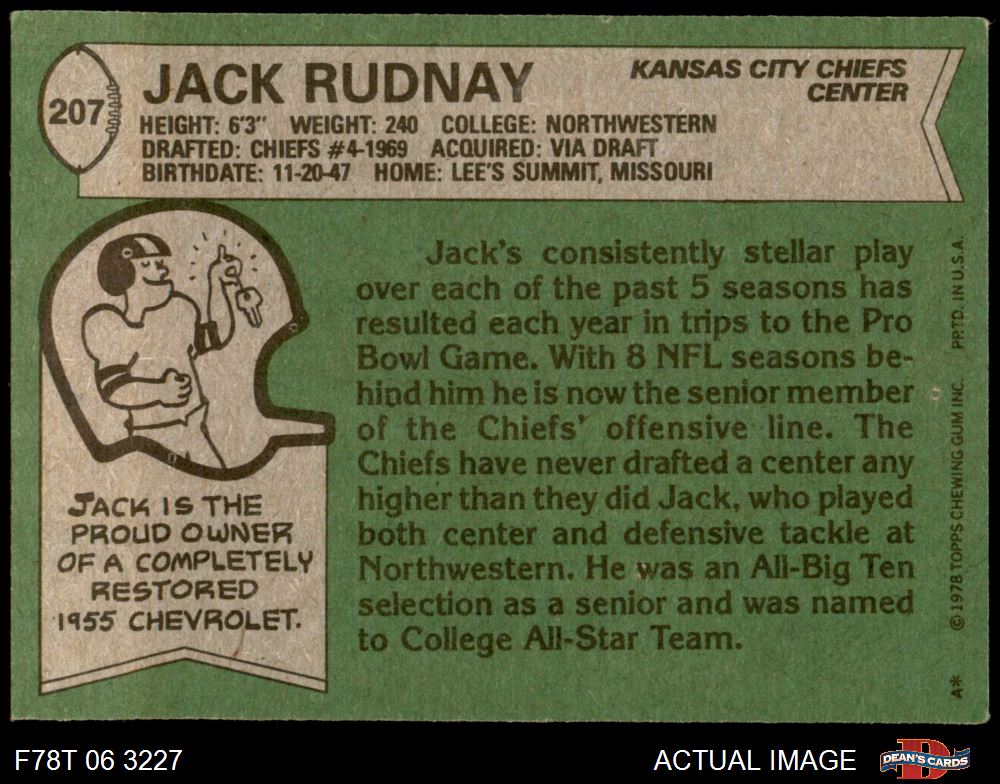 207
JACK RUDNAY
KANSAS CITY CHIEFS
CENTER
HEIGHT: 6'3" WEIGHT: 240 COLLEGE: NORTHWESTERN
DRAFTED: CHIEFS #4-1969 ACQUIRED: VIA DRAFT
BIRTHDATE: 11-20-47 HOME: LEE'S SUMMIT, MISSOURI
JACK IS THE
PROUD OWNER
OF A COMPLETELY
RESTORED
1955 CHEVROLET.
Jack's consistently stellar play
over each of the past 5 seasons has
resulted each year in trips to the Pro
Bowl Game. With 8 NFL seasons be-
hind him he is now the senior member
of the Chiefs' offensive line. The
Chiefs have never drafted a center any
higher than they did Jack, who played
both center and defensive tackle at
Northwestern. He was an All-Big Ten
selection as a senior and was named
to College All-Star Team.
A* © 1978 TOPPS CHEWING GUM INC. PRTD. IN U.S.A.
F78T 06 3227
ACTUAL IMAGE
DEAN'S CARDS